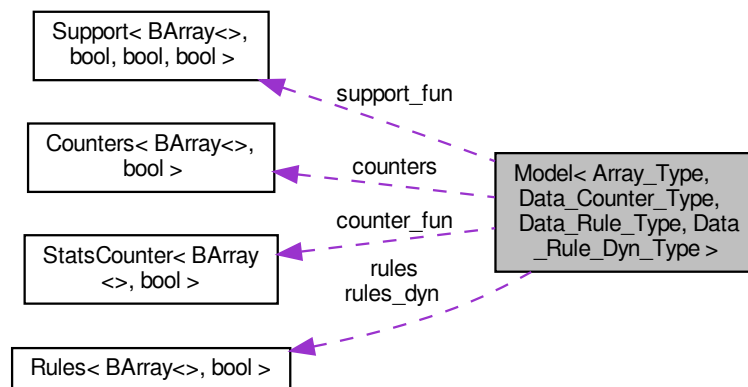 Support< BArray<>,
bool, bool, bool >
support_fun
Counters< BArray<>,
bool >
counters
Model< Array_Type,
Data_Counter_Type,
Data_Rule_Type, Data
_Rule_Dyn_Type >
counter_fun
StatsCounter< BArray
<>, bool >
rules
rules_dyn
Rules< BArray<>, bool >